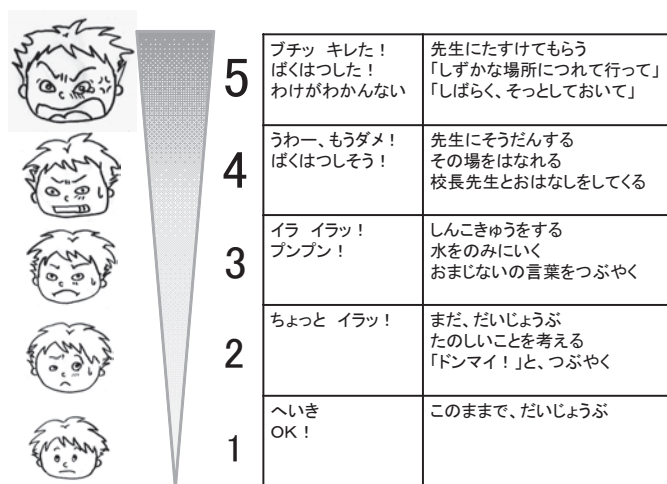 5
ブチッ キレた！
ばくはつした！
わけがわかんない
先生にたすけてもらう
「しずかな場所につれて行って」
「しばらく、そっとしておいて」
4
うわー、もうダメ！
ばくはつしそう！
先生にそうだんする
その場をはなれる
校長先生とおはなしをしてくる
3
イラ イラッ！
プンプン！
しんこきゅうをする
水をのみにいく
おまじないの言葉をつぶやく
2
ちょっと イラッ！
まだ、だいじょうぶ
たのしいことを考える
「ドンマイ！」と、つぶやく
1
へいき
OK！
このままで、だいじょうぶ